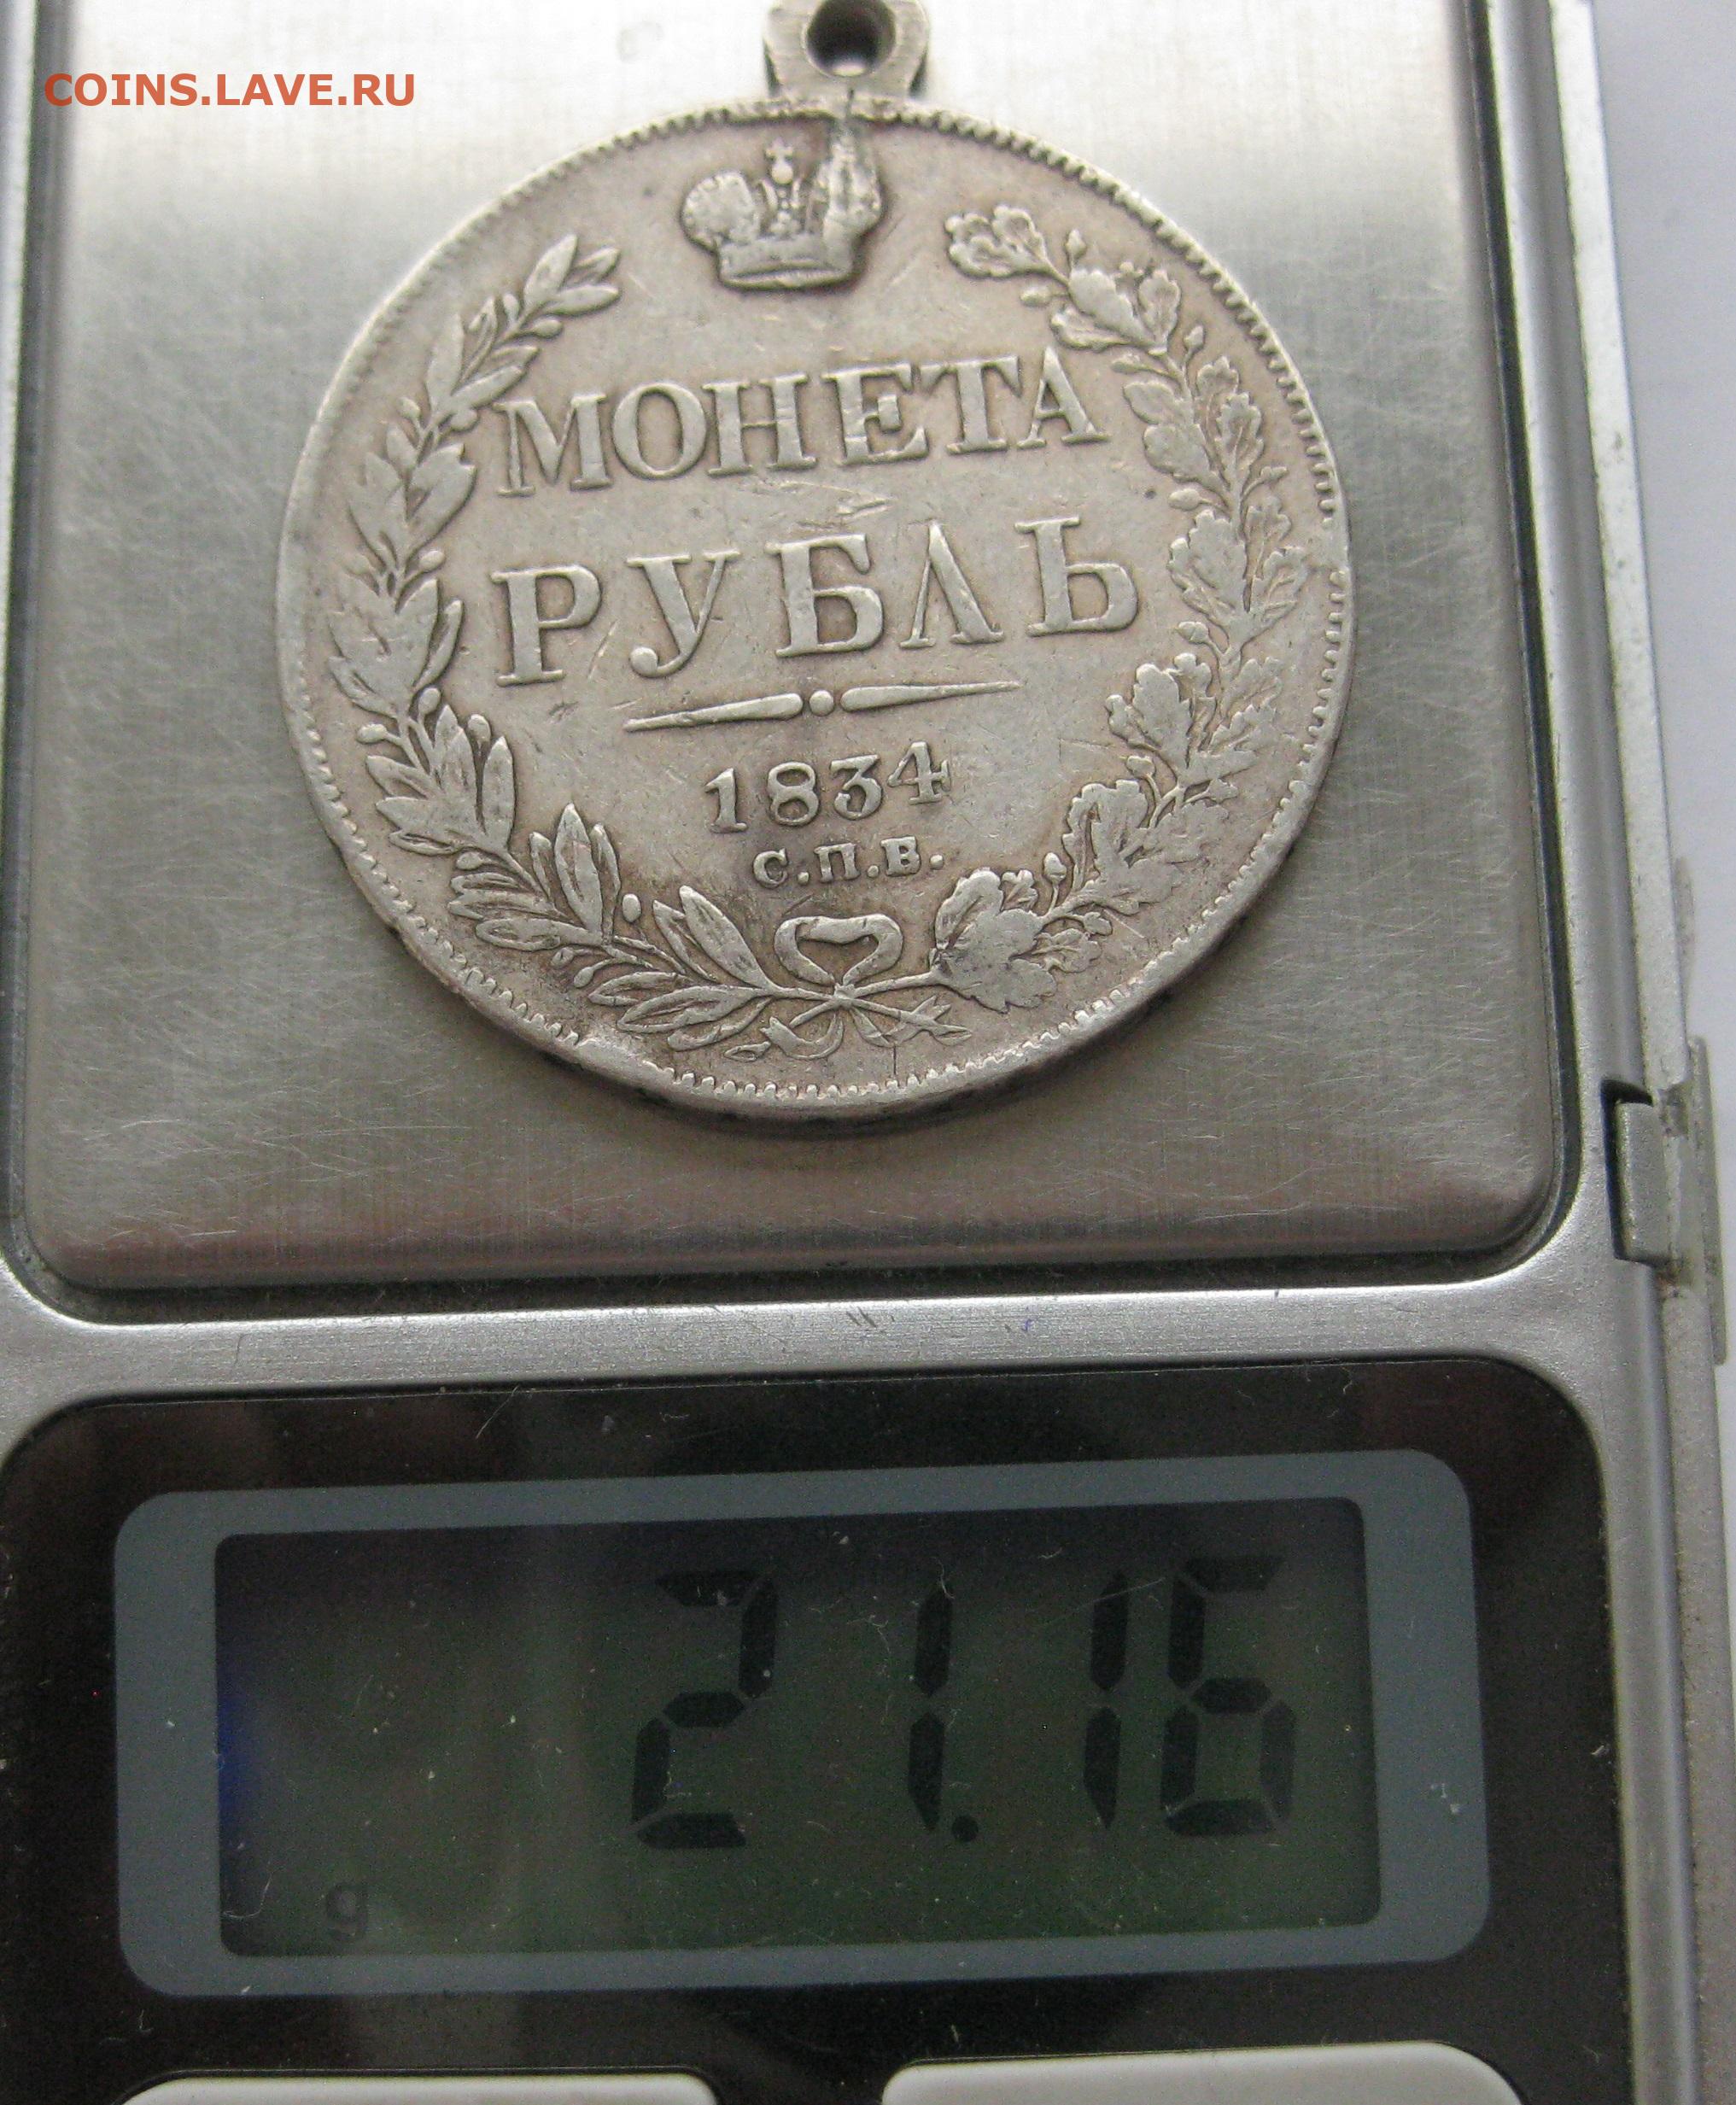 COINS.LAVE.RU
МОНЕТА
РУБЛЬ
1834
С.П.Б.
21.16
g